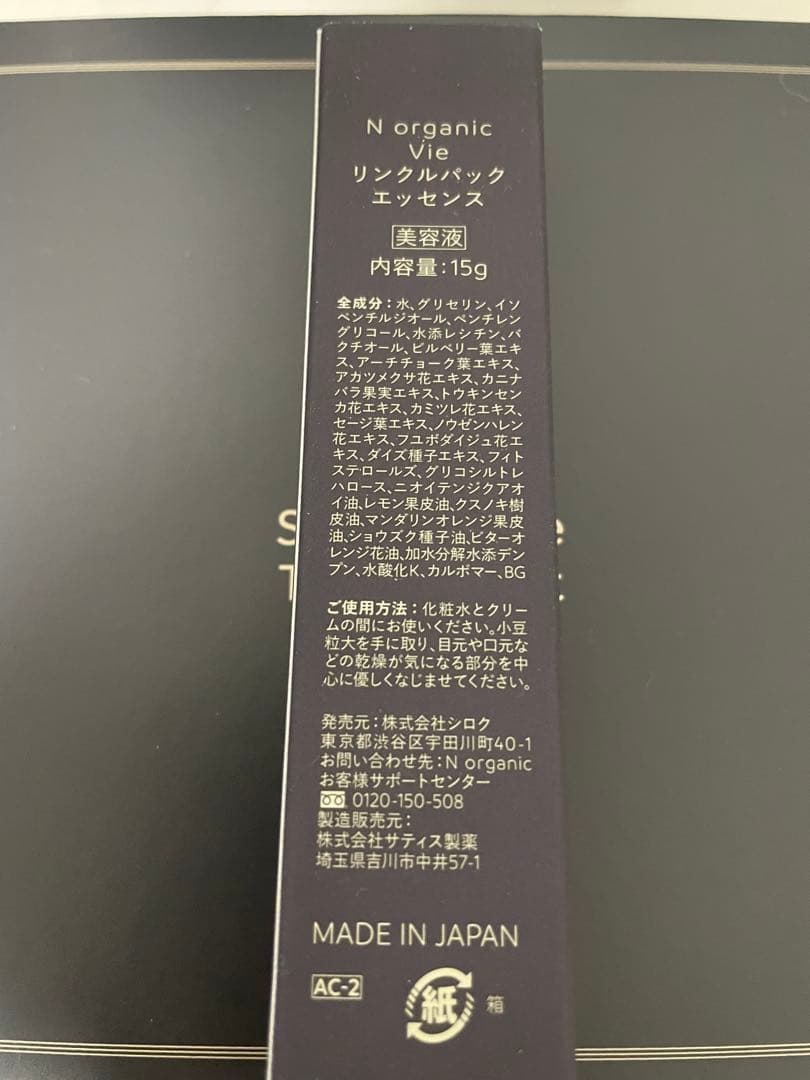 N organic
Vie
リンクルパック
エッセンス
美容液
内容量:15g
全成分:水、グリセリン、イソ
ペンチルジオール、ペンチレン
グリコール、水添レシチン、バ
クチオール、ビルベリー葉エキ
ス、アーチチョーク葉エキス、
アカツメクサ花エキス、カニナ
バラ果実エキス、トウキンセン
カ花エキス、カミツレ花エキス、
セージ葉エキス、ノウゼンハレン
花エキス、フユボダイジュ花エ
キス、ダイズ種子エキス、フィト
ステロールズ、グリコシルトレ
ハロース、ニオイテンジクアオ
イ油、レモン果皮油、クスノキ樹
皮油、マンダリンオレンジ果皮
油、ショウズク種子油、ビターオ
レンジ花油、加水分解水添デン
プン、水酸化K、カルボマー、BG
ご使用方法:化粧水とクリー
ムの間にお使いください。小豆
粒大を手に取り、目元や口元な
どの乾燥が気になる部分を中
心に優しくなじませてください。
発売元:株式会社シロク
東京都渋谷区宇田川町40-1
お問い合わせ先:N organic
お客様サポートセンター
0120-150-508
製造販売元:
株式会社サティス製薬
埼玉県吉川市中井57-1
MADE IN JAPAN
AC-2
紙
箱